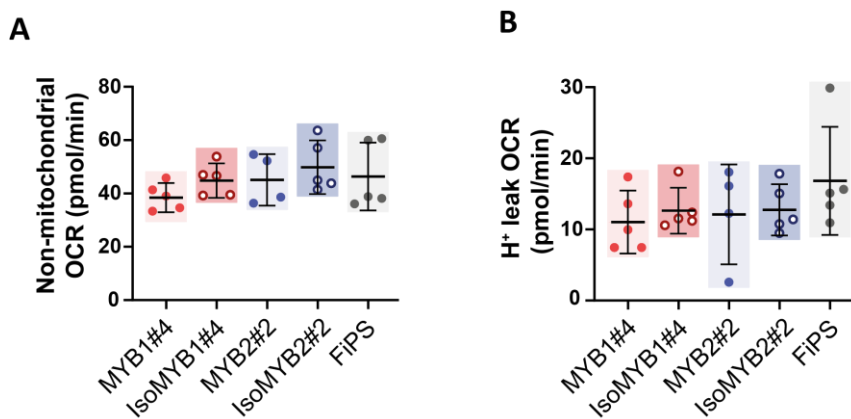 A
Non-mitochondrial
OCR (pmol/min)
80
60
40
20
0
MYB1#4
IsoMYB1#4
MYB2#2
IsoMYB2#2
FiPS
B
H⁺ leak OCR
(pmol/min)
30
20
10
0
MYB1#4
IsoMYB1#4
MYB2#2
IsoMYB2#2
FiPS